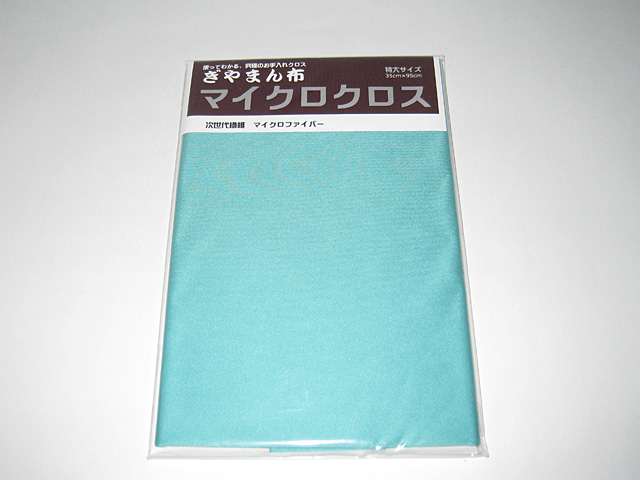 使ってわかる、究極のお手入れクロス
ぎやまん布
特大サイズ
35cm×95cm
マイクロクロス
次世代繊維 マイクロファイバー